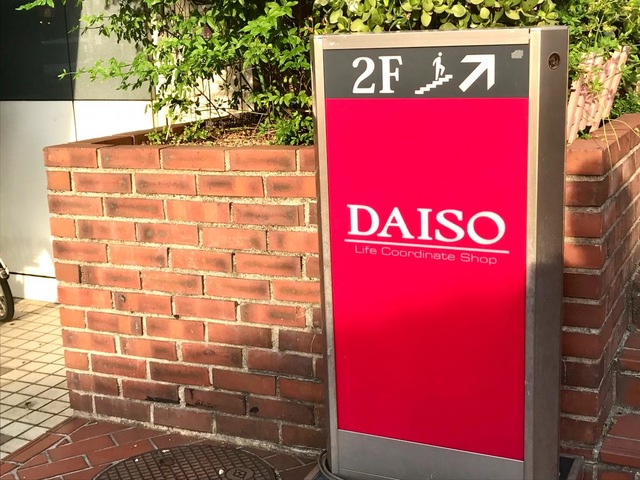 2F
DAISO
Life Coordinate Shop